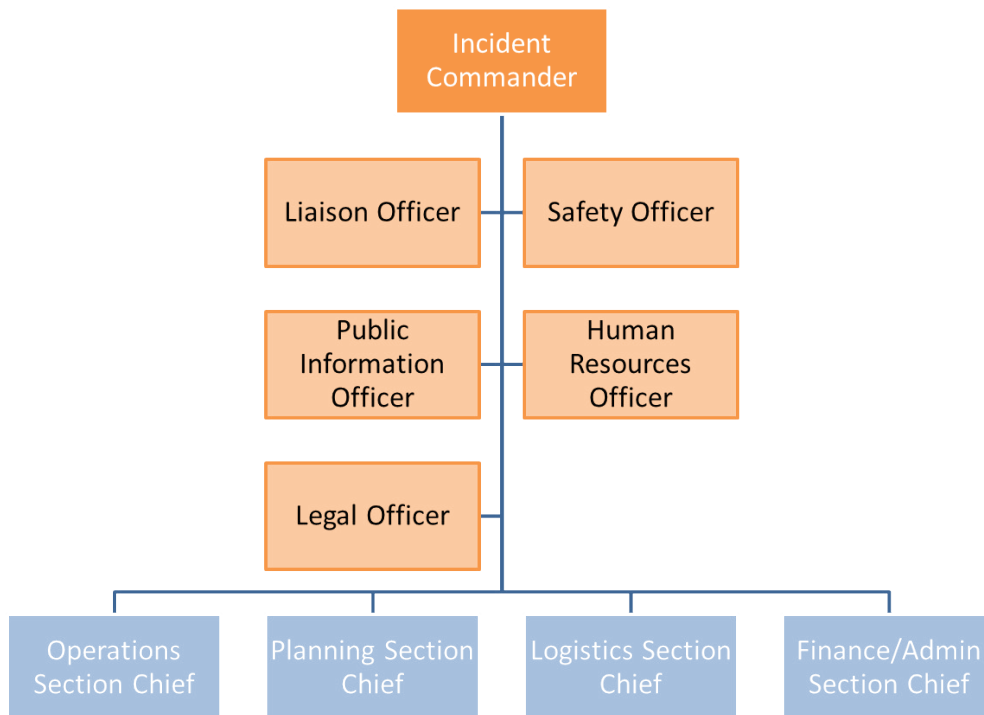 Incident
Commander
Liaison Officer
Safety Officer
Public
Information
Officer
Human
Resources
Officer
Legal Officer
Operations
Section Chief
Planning Section
Chief
Logistics Section
Chief
Finance/Admin
Section Chief